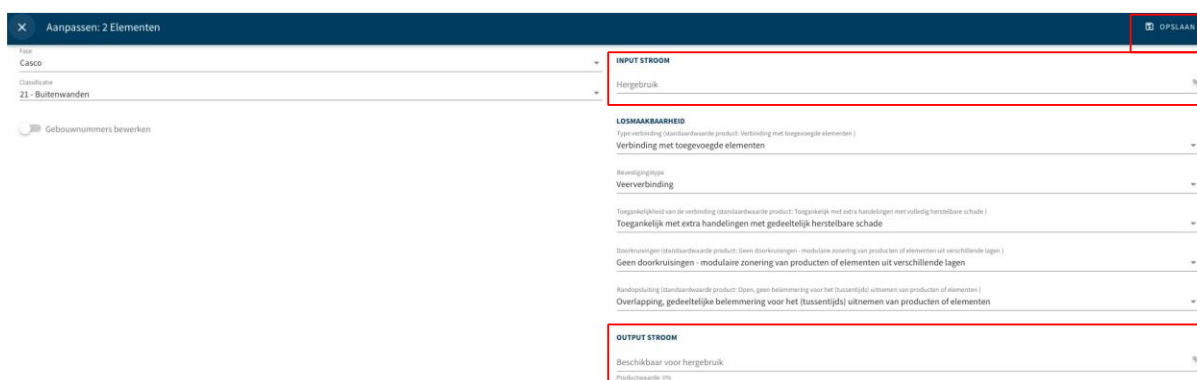 Aanpassen: 2 Elementen
OPSLAAN
Fase
Casco
Classificatie
21 - Buitenwanden
Gebouwnummers bewerken
INPUT STROOM
Hergebruik
%
LOSMAAKBAARHEID
Type verbinding (standaardwaarde product: Verbinding met toegevoegde elementen )
Verbinding met toegevoegde elementen
Bevestigingstype
Veerverbinding
Toegankelijkheid van de verbinding (standaardwaarde product: Toegankelijk met extra handelingen met volledig herstelbare schade )
Toegankelijk met extra handelingen met gedeeltelijk herstelbare schade
Doorkruisingen (standaardwaarde product: Geen doorkruisingen - modulaire zonering van producten of elementen uit verschillende lagen )
Geen doorkruisingen - modulaire zonering van producten of elementen uit verschillende lagen
Randopsluiting (standaardwaarde product: Open, geen belemmering voor het (tussentijds) uitnemen van producten of elementen )
Overlapping, gedeeltelijke belemmering voor het (tussentijds) uitnemen van producten of elementen
OUTPUT STROOM
Beschikbaar voor hergebruik
%
Productwaarde: 0%